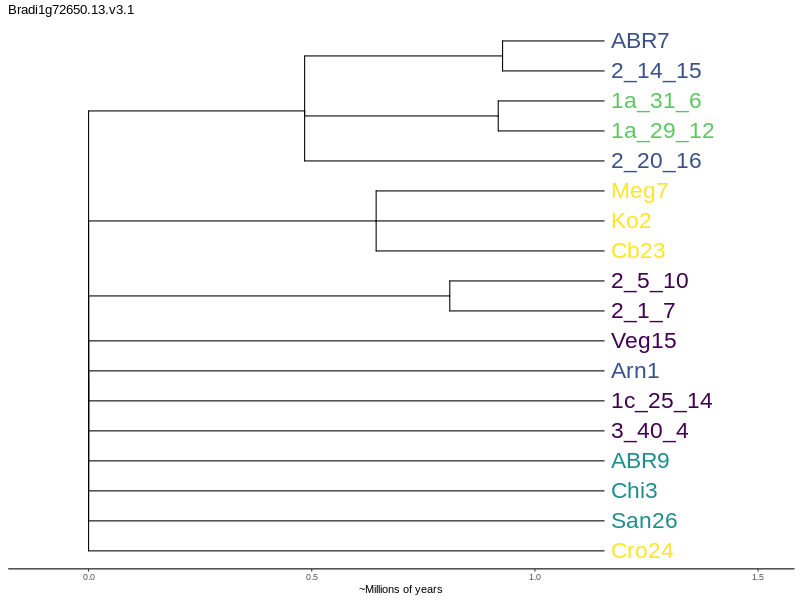 Bradi1g72650.13.v3.1
ABR7
2_14_15
1a_31_6
1a_29_12
2_20_16
Meg7
Ko2
Cb23
2_5_10
2_1_7
Veg15
Arn1
1c_25_14
3_40_4
ABR9
Chi3
San26
Cro24
0.0 0.5 1.0 1.5
~Millions of years